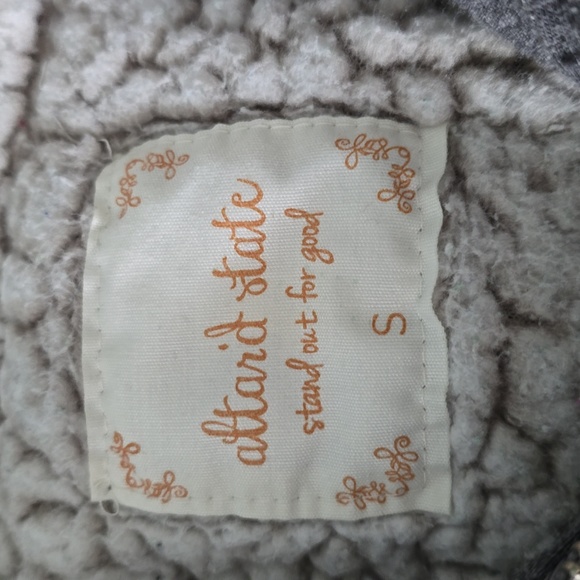 altar'd state
stand out for good
S